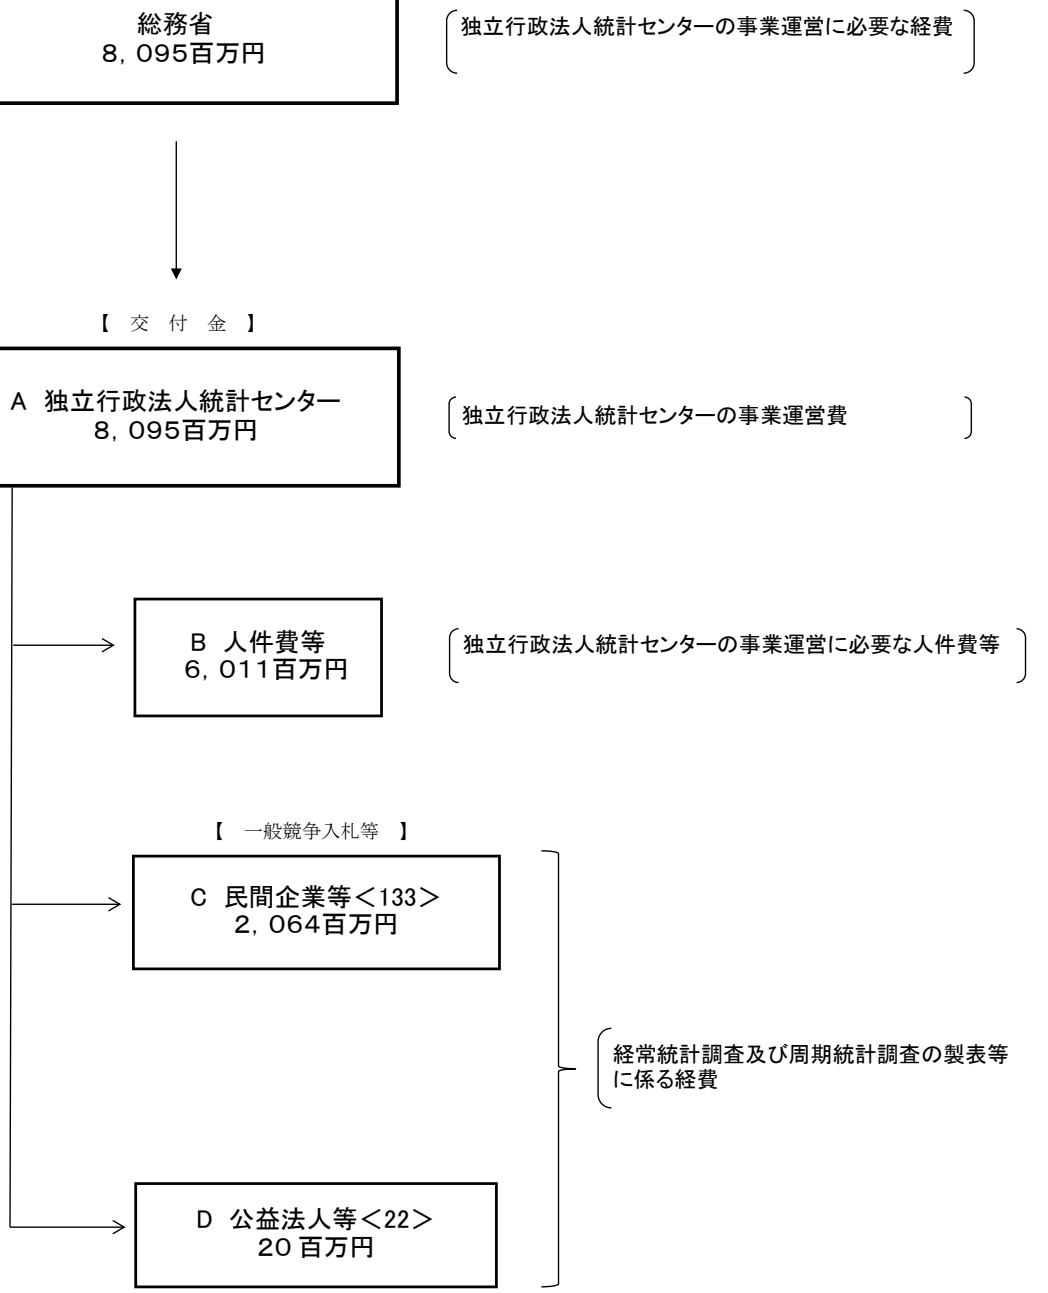 総務省
8，095百万円
独立行政法人統計センターの事業運営に必要な経費
【　交　付　金　】
A　独立行政法人統計センター
8，095百万円
独立行政法人統計センターの事業運営費
B　人件費等
6，011百万円
独立行政法人統計センターの事業運営に必要な人件費等
【　一般競争入札等　】
C　民間企業等＜133＞
2，064百万円
経常統計調査及び周期統計調査の製表等
に係る経費
D　公益法人等＜22＞
20 百万円